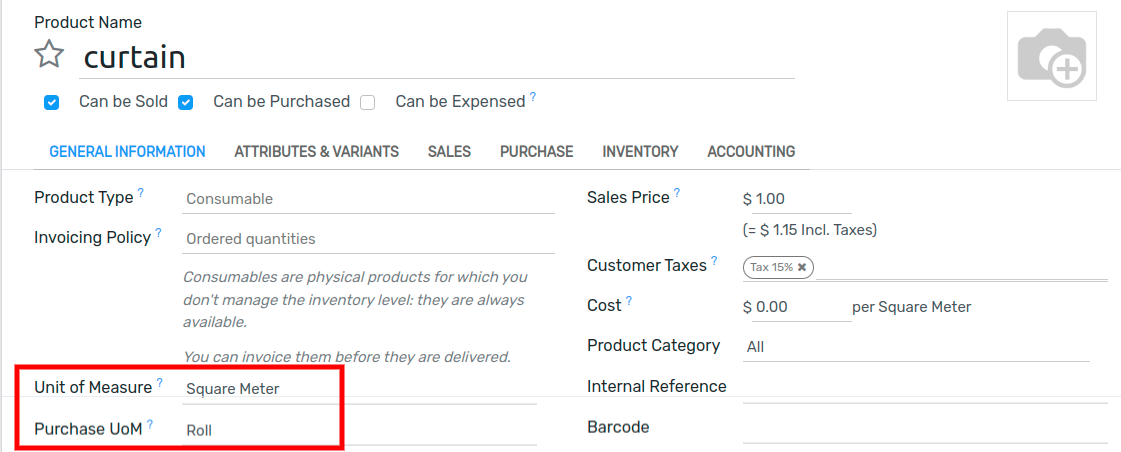 Product Name
curtain
Can be Sold Can be Purchased Can be Expensed ?
GENERAL INFORMATION ATTRIBUTES & VARIANTS SALES PURCHASE INVENTORY ACCOUNTING
Product Type ? Consumable
Invoicing Policy ? Ordered quantities
Consumables are physical products for which you
don't manage the inventory level: they are always
available.
You can invoice them before they are delivered.
Unit of Measure ? Square Meter
Purchase UoM ? Roll
Sales Price ? $ 1.00
(= $ 1.15 Incl. Taxes)
Customer Taxes ? Tax 15% ✖
Cost ? $ 0.00 per Square Meter
Product Category All
Internal Reference
Barcode